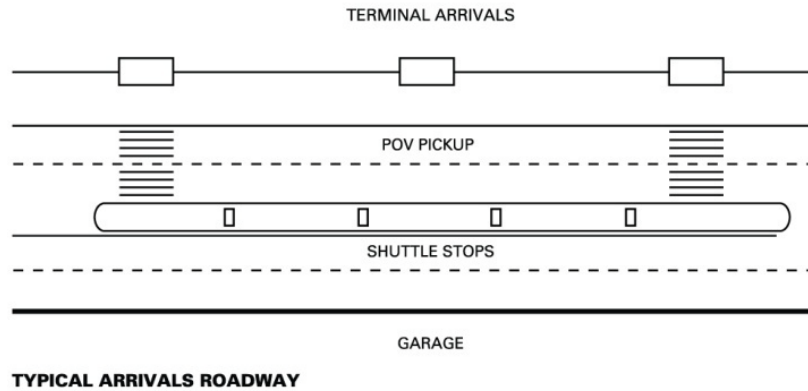 TERMINAL ARRIVALS
POV PICKUP
SHUTTLE STOPS
GARAGE
TYPICAL ARRIVALS ROADWAY